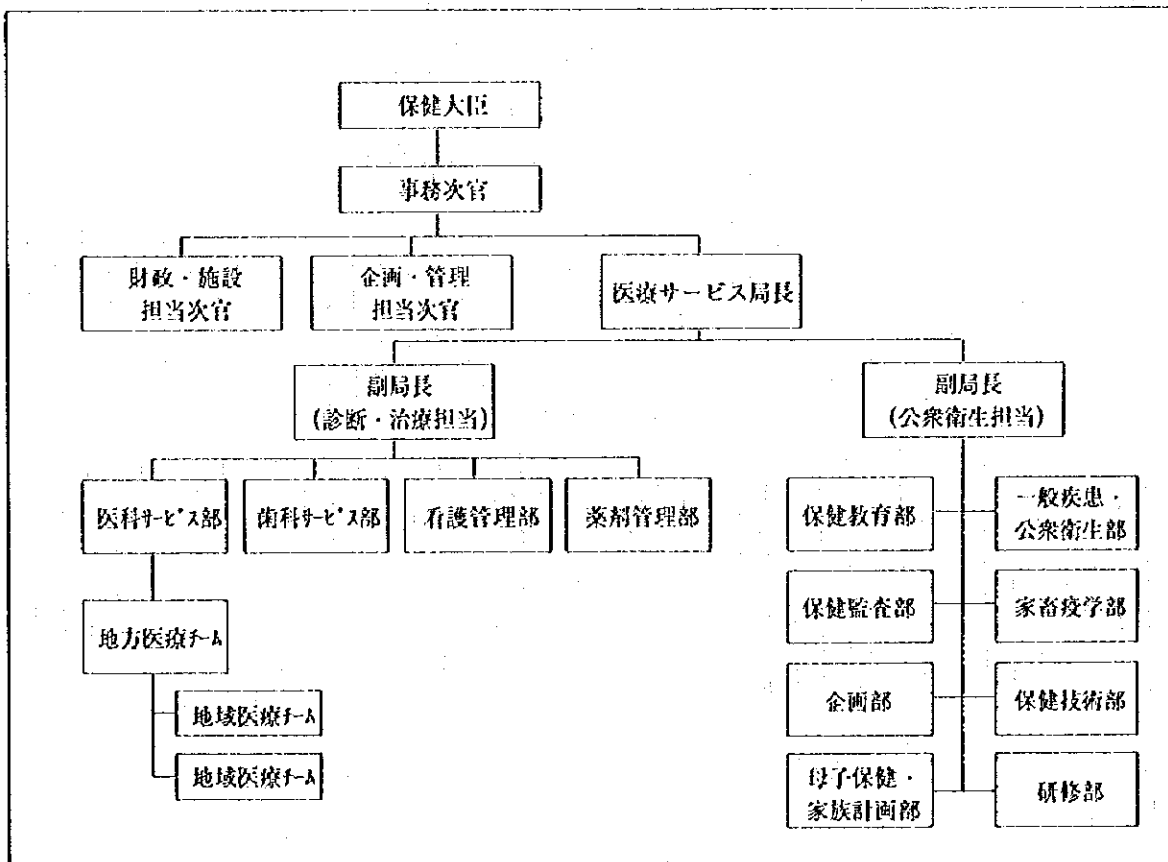 保健大臣
事務次官
財政・施設
担当次官
企画・管理
担当次官
医療サービス局長
副局長
(診断・治療担当)
副局長
(公衆衛生担当)
医科サービス部
歯科サービス部
看護管理部
薬剤管理部
保健教育部
一般疾患・
公衆衛生部
地方医療チーム
保健監査部
家畜疫学部
地域医療チーム
企画部
保健技術部
地域医療チーム
母子保健・
家族計画部
研修部